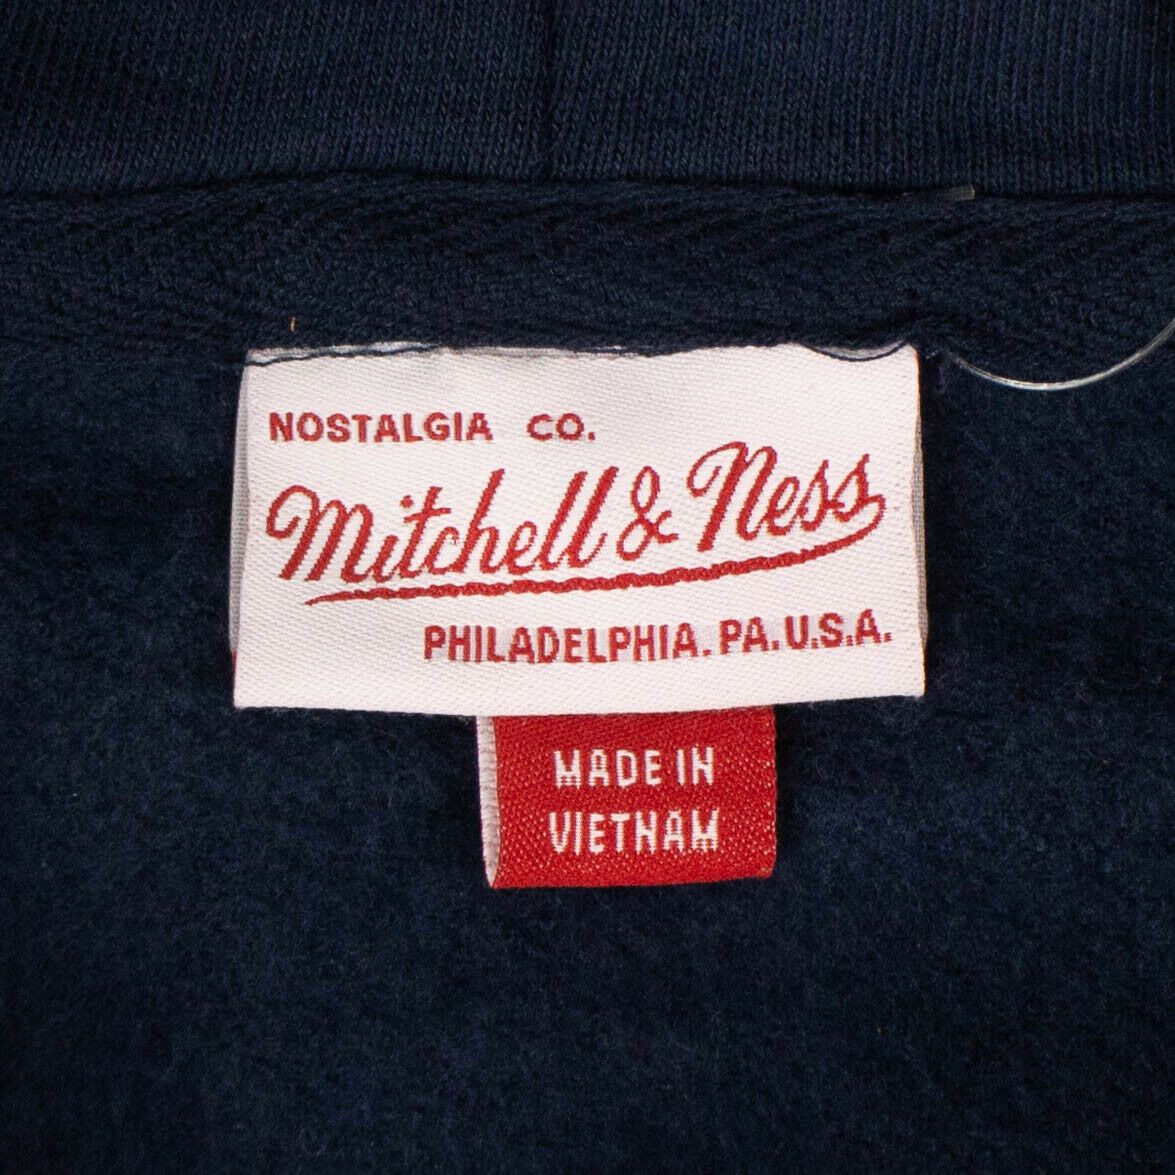 NOSTALGIA CO.
Mitchell & Ness
PHILADELPHIA. PA. U.S.A.
MADE IN
VIETNAM